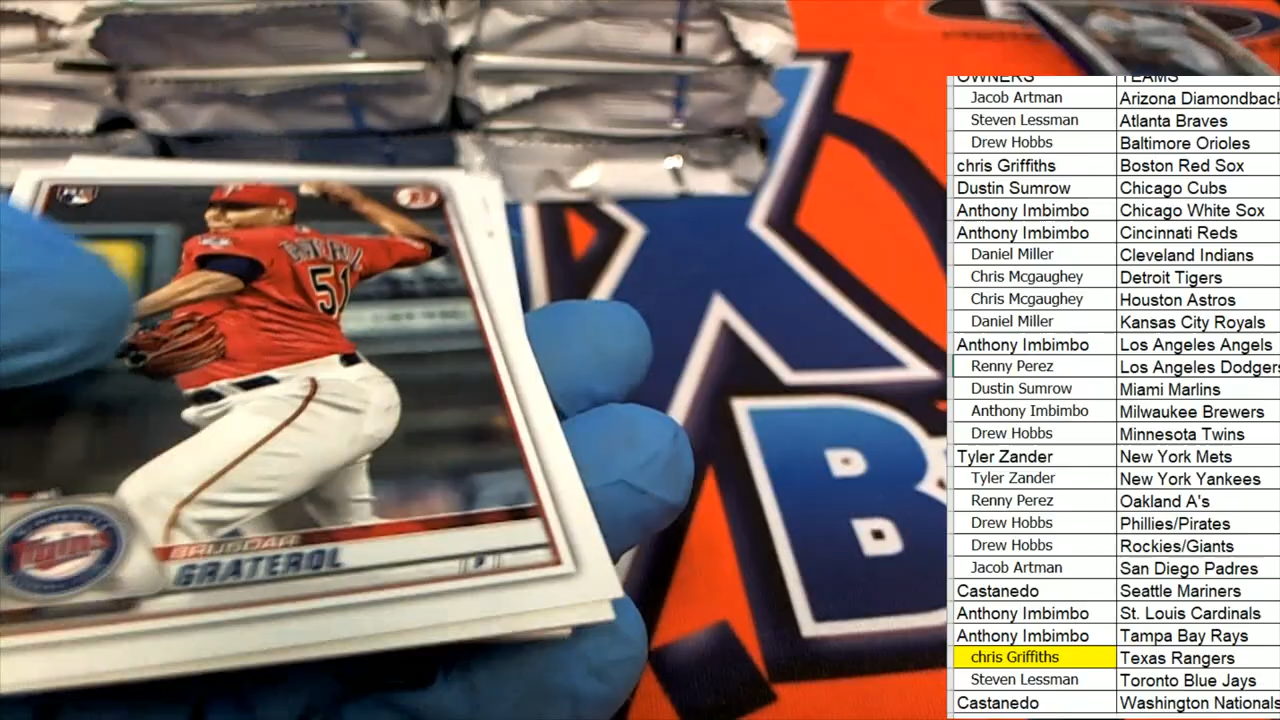 OWNERS TEAMS
Jacob Artman Arizona Diamondback
Steven Lessman Atlanta Braves
Drew Hobbs Baltimore Orioles
chris Griffiths Boston Red Sox
Dustin Sumrow Chicago Cubs
Anthony Imbimbo Chicago White Sox
Anthony Imbimbo Cincinnati Reds
Daniel Miller Cleveland Indians
Chris Mcgaughey Detroit Tigers
Chris Mcgaughey Houston Astros
Daniel Miller Kansas City Royals
Anthony Imbimbo Los Angeles Angels
Renny Perez Los Angeles Dodgers
Dustin Sumrow Miami Marlins
Anthony Imbimbo Milwaukee Brewers
Drew Hobbs Minnesota Twins
Tyler Zander New York Mets
Tyler Zander New York Yankees
Renny Perez Oakland A's
Drew Hobbs Phillies/Pirates
Drew Hobbs Rockies/Giants
Jacob Artman San Diego Padres
Castanedo Seattle Mariners
Anthony Imbimbo St. Louis Cardinals
Anthony Imbimbo Tampa Bay Rays
chris Griffiths Texas Rangers
Steven Lessman Toronto Blue Jays
Castanedo Washington Nationals
51
Twins
BRUSDAR
GRATEROL
P
X
B